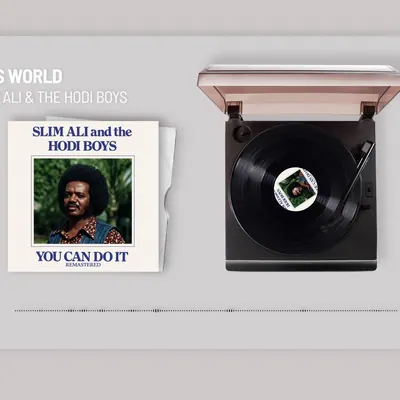 S WORLD
ALI & THE HODI BOYS
SLIM ALI and the
HODI BOYS
YOU CAN DO IT
REMASTERED